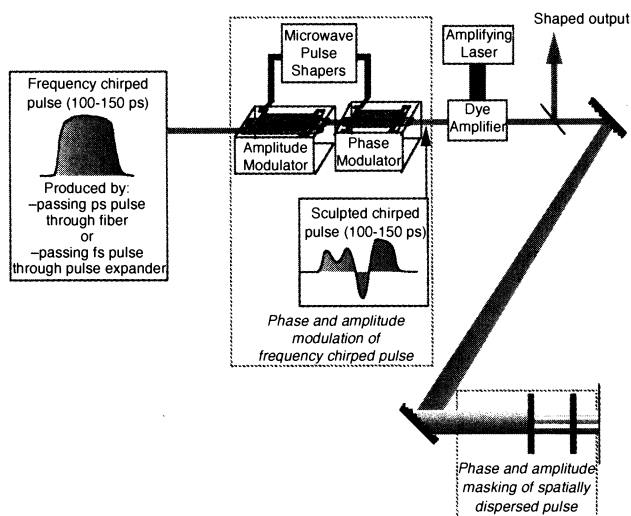 Shaped output
Microwave
Pulse
Shapers
Amplifying
Laser
Frequency chirped
pulse (100-150 ps)
Dye
Amplifier
Amplitude
Modulator
Phase
Modulator
Produced by:
–passing ps pulse
through fiber
or
–passing fs pulse
through pulse expander
Sculpted chirped
pulse (100-150 ps)
Phase and amplitude
modulation of
frequency chirped pulse
Phase and amplitude
masking of spatially
dispersed pulse